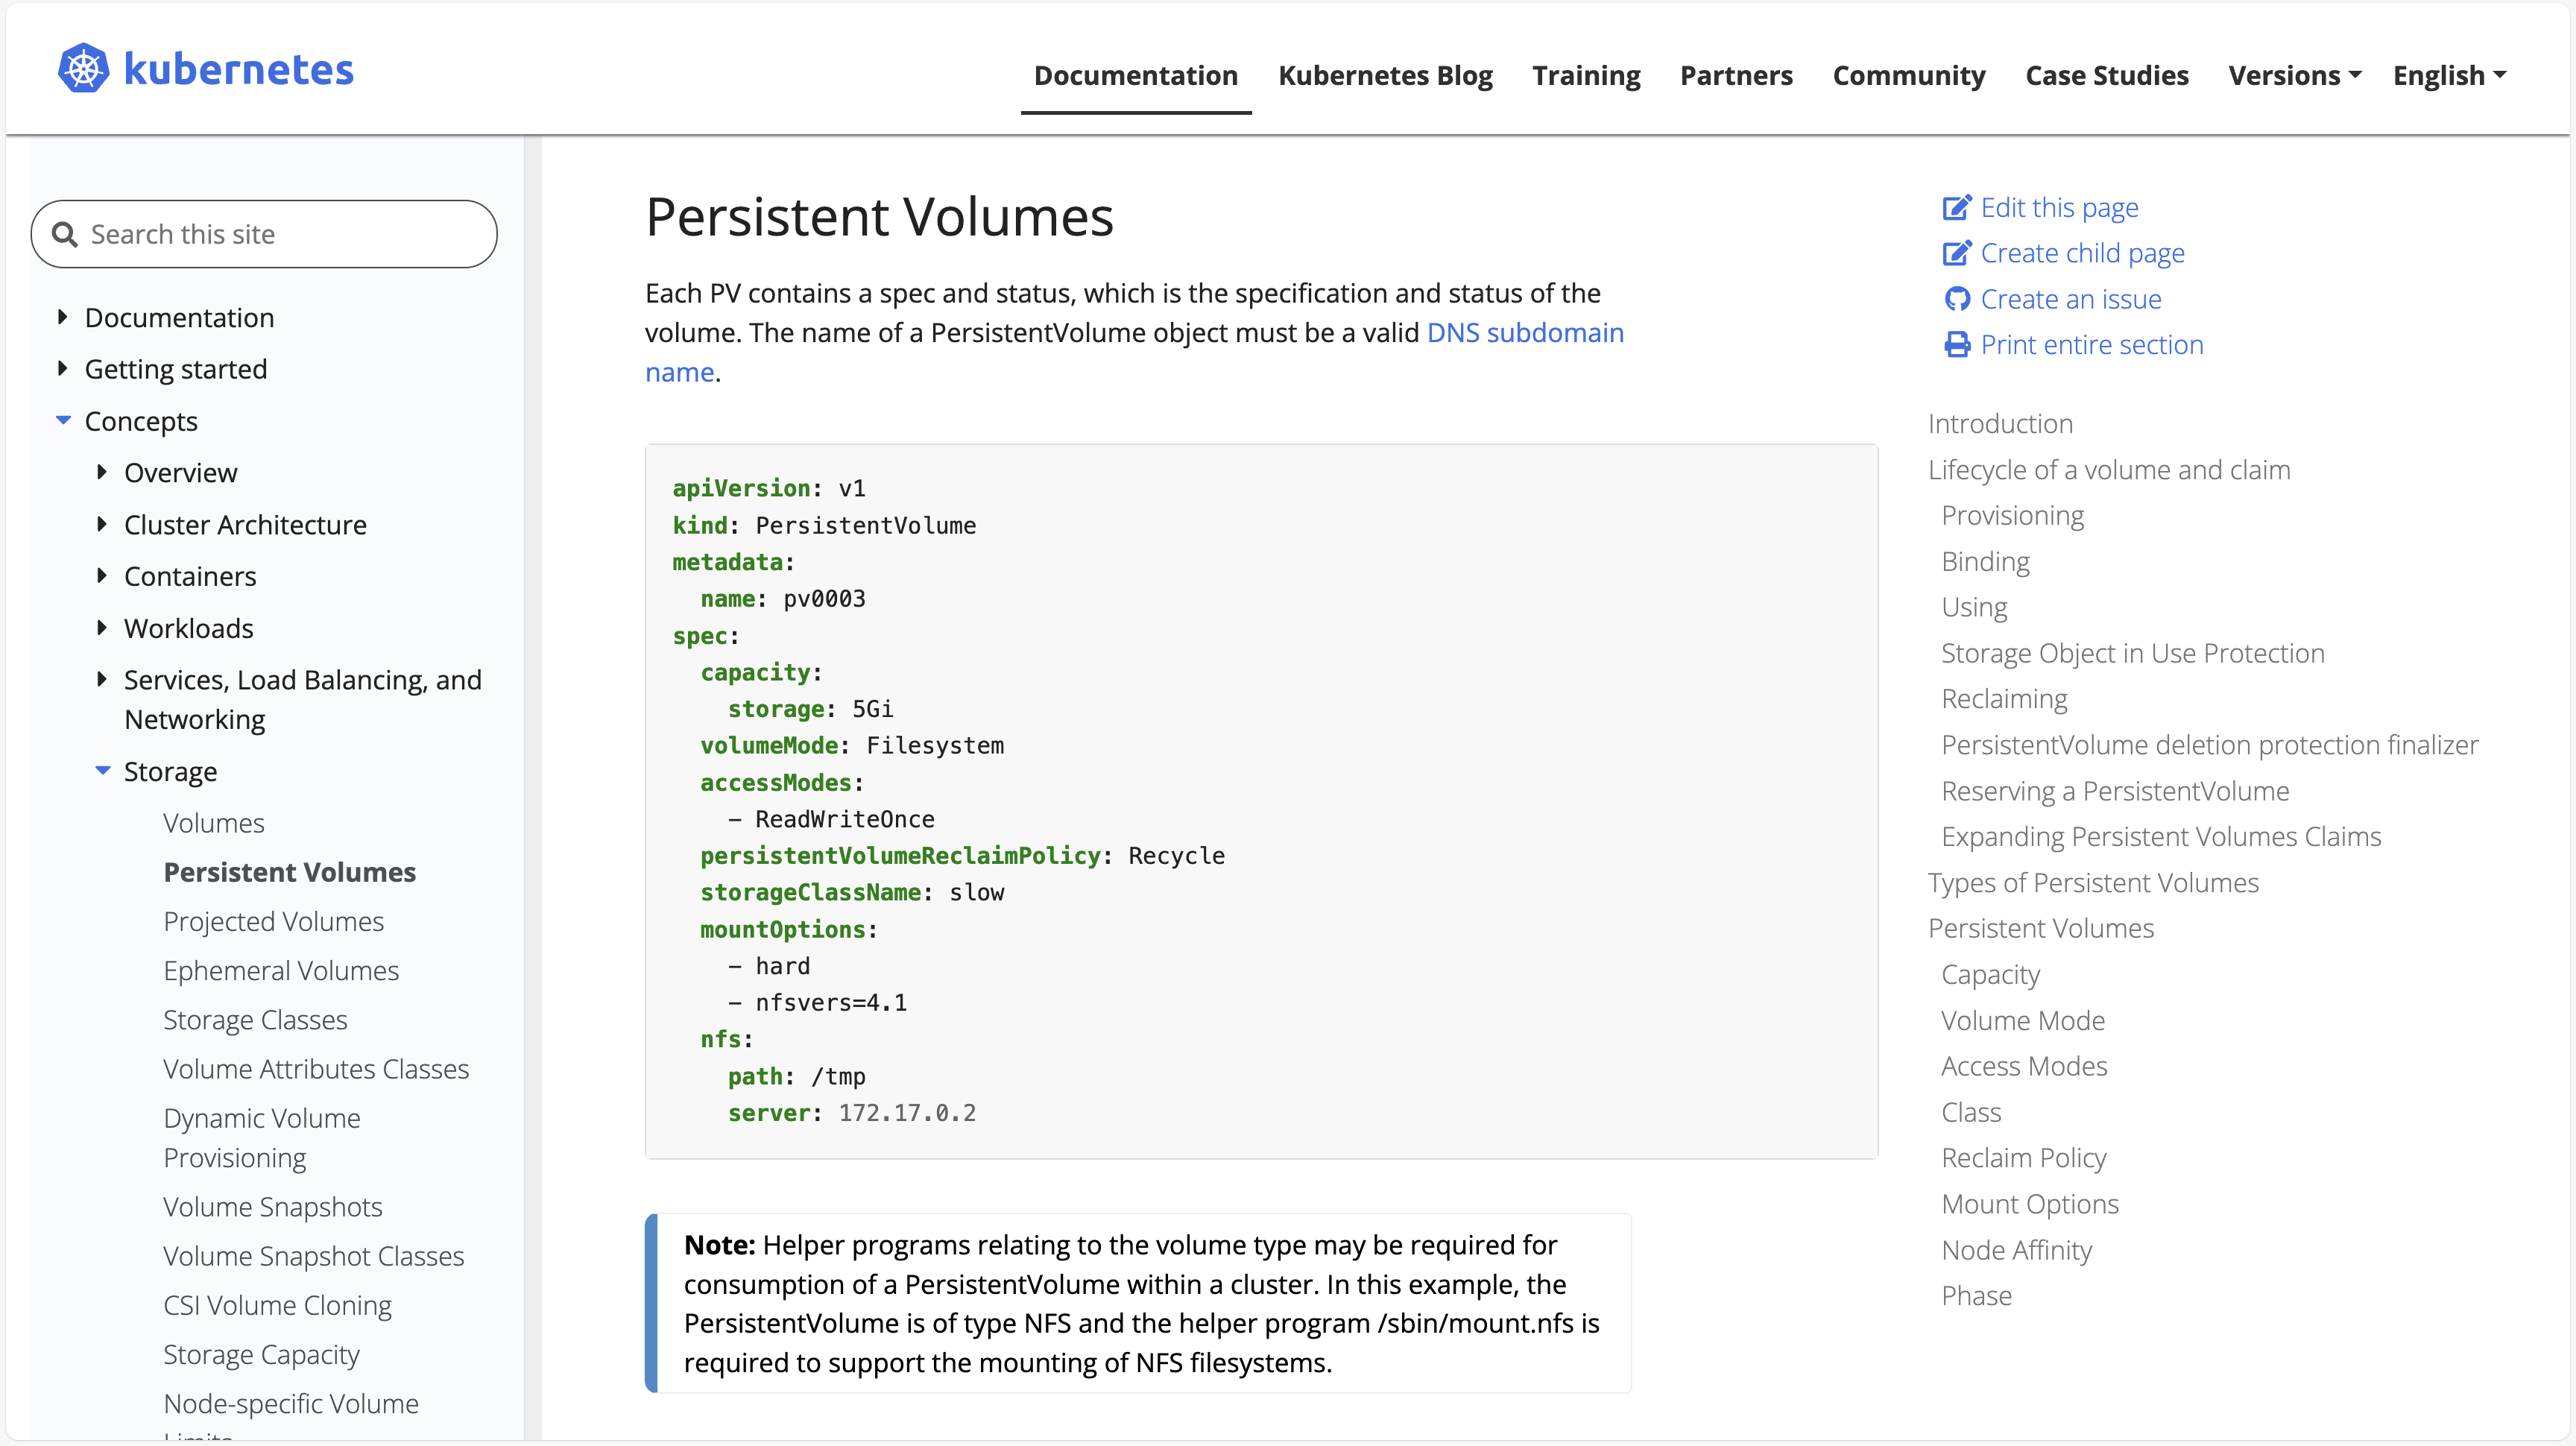 kubernetes
Documentation
Kubernetes Blog
Training
Partners
Community
Case Studies
Versions
English
Search this site
Documentation
Getting started
Concepts
Overview
Cluster Architecture
Containers
Workloads
Services, Load Balancing, and
Networking
Storage
Volumes
Persistent Volumes
Projected Volumes
Ephemeral Volumes
Storage Classes
Volume Attributes Classes
Dynamic Volume
Provisioning
Volume Snapshots
Volume Snapshot Classes
CSI Volume Cloning
Storage Capacity
Node-specific Volume
Limits
Persistent Volumes
Each PV contains a spec and status, which is the specification and status of the
volume. The name of a PersistentVolume object must be a valid DNS subdomain
name.
apiVersion: v1
kind: PersistentVolume
metadata:
  name: pv0003
spec:
  capacity:
    storage: 5Gi
  volumeMode: Filesystem
  accessModes:
    - ReadWriteOnce
  persistentVolumeReclaimPolicy: Recycle
  storageClassName: slow
  mountOptions:
    - hard
    - nfsvers=4.1
  nfs:
    path: /tmp
    server: 172.17.0.2
Note: Helper programs relating to the volume type may be required for
consumption of a PersistentVolume within a cluster. In this example, the
PersistentVolume is of type NFS and the helper program /sbin/mount.nfs is
required to support the mounting of NFS filesystems.
Edit this page
Create child page
Create an issue
Print entire section
Introduction
Lifecycle of a volume and claim
Provisioning
Binding
Using
Storage Object in Use Protection
Reclaiming
PersistentVolume deletion protection finalizer
Reserving a PersistentVolume
Expanding Persistent Volumes Claims
Types of Persistent Volumes
Persistent Volumes
Capacity
Volume Mode
Access Modes
Class
Reclaim Policy
Mount Options
Node Affinity
Phase